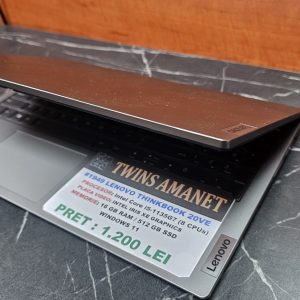 TWINS AMANET
#1949 LENOVO THINKBOOK 20VE
PROCESOR: Intel Core i5-1135G7 (8 CPUs)
PLACA VIDEO: INTEL IRIS XE GRAPHICS
MEMORIE: 16 GB RAM / 512 GB SSD
WINDOWS 11
PRET : 1.200 LEI
Lenovo